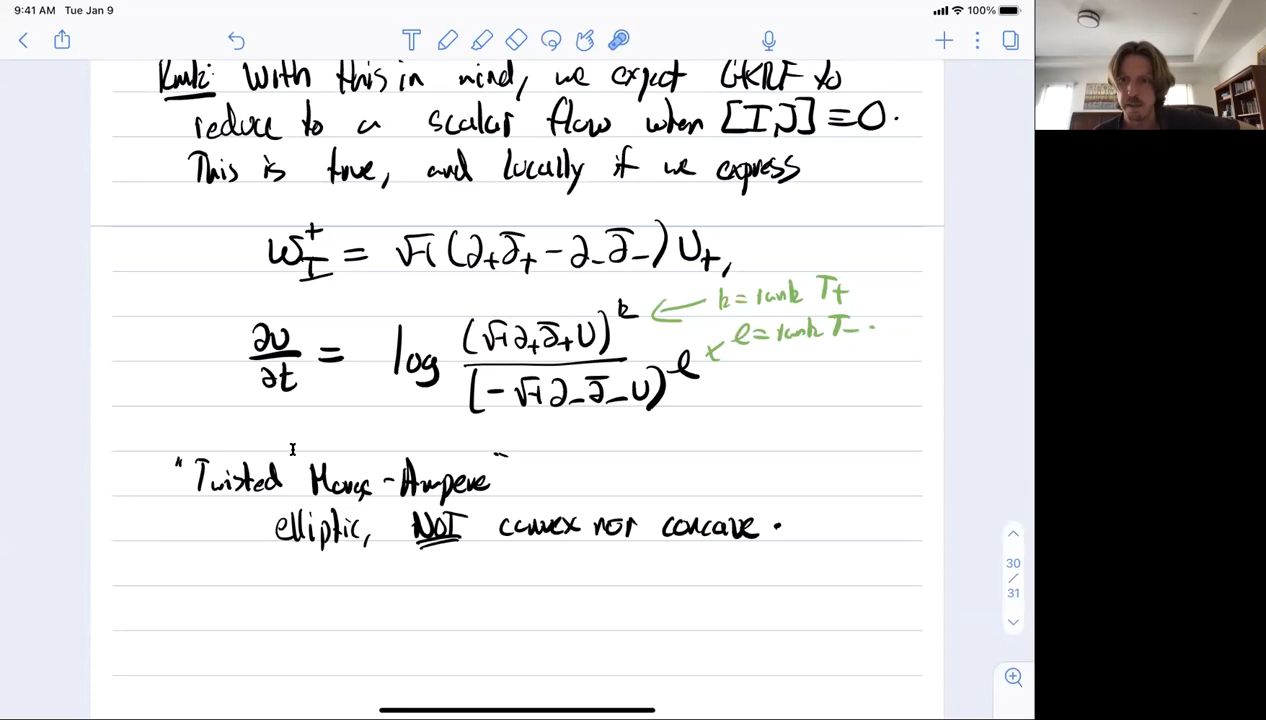 9:41 AM Tue Jan 9
100%
Rmk: With this in mind, we expect GKRF to
reduce to a scalar flow when [I,J] ≡ 0.
This is true, and locally if we express
ω_I^+ = √-1 (∂_+ ∂̄_+ - ∂_- ∂̄_-) U_+,
k = rank T_+
l = rank T_-.
∂u/∂t = log (√-1 ∂_+ ∂̄_+ U)^k / (-√-1 ∂_- ∂̄_- U)^l
"Twisted Monge-Ampere"
elliptic, NOT convex nor concave.
30
/
31